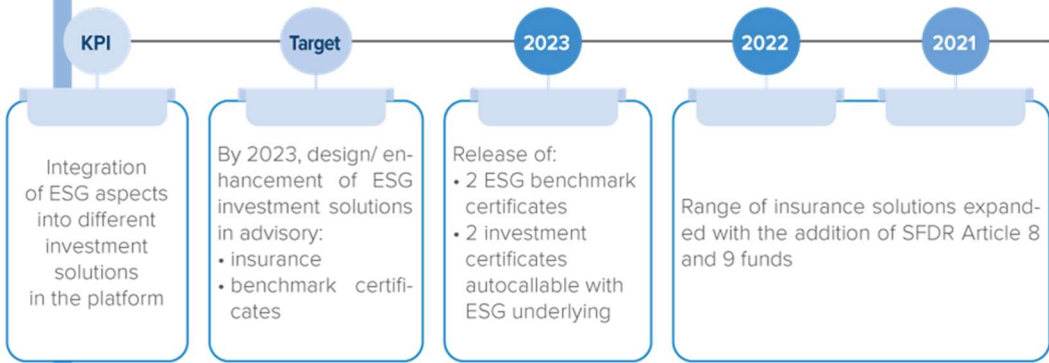 KPI
Target
2023
2022
2021
Integration
of ESG aspects
into different
investment
solutions
in the platform
By 2023, design/ en-
hancement of ESG
investment solutions
in advisory:
• insurance
• benchmark certifi-
cates
Release of:
• 2 ESG benchmark
certificates
• 2 investment
certificates
autocallable with
ESG underlying
Range of insurance solutions expand-
ed with the addition of SFDR Article 8
and 9 funds